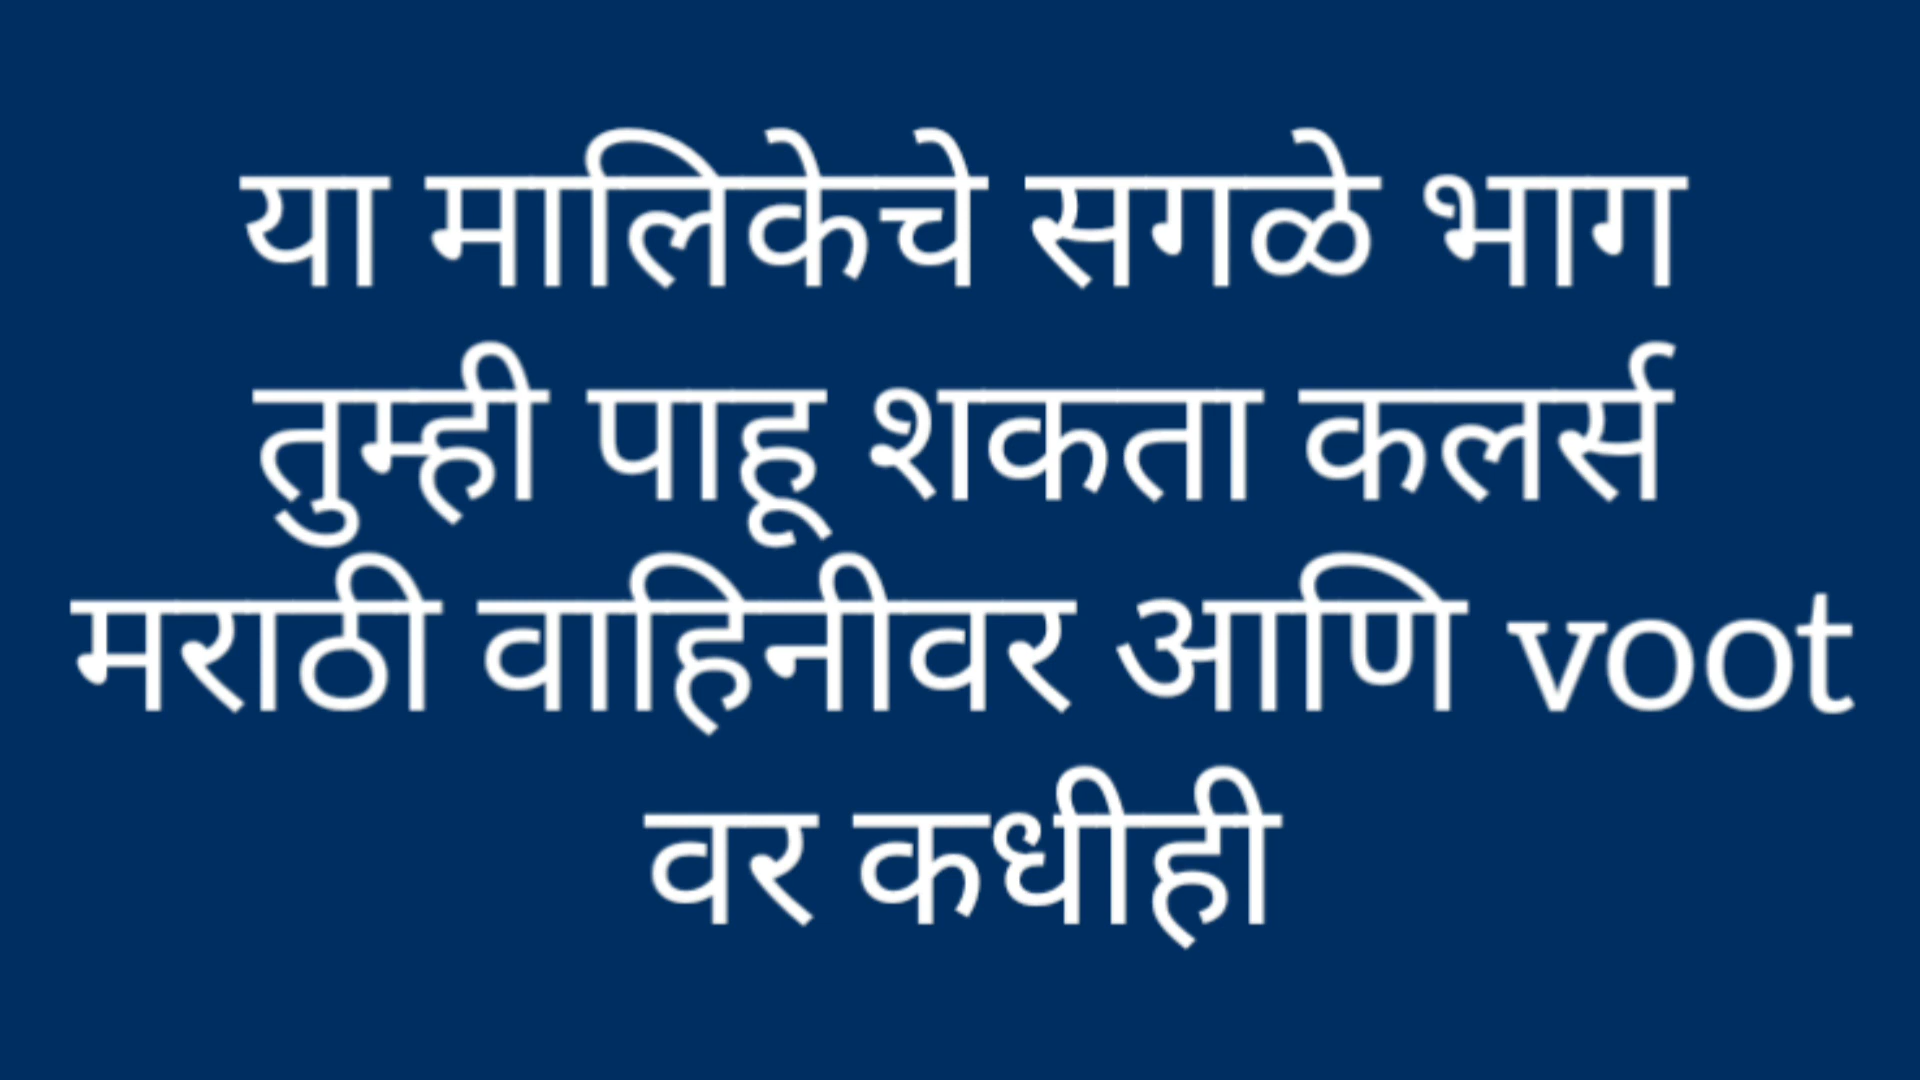 या मालिकेचे सगळे भाग
तुम्ही पाहू शकता कलर्स
मराठी वाहिनीवर आणि voot
वर कधीही